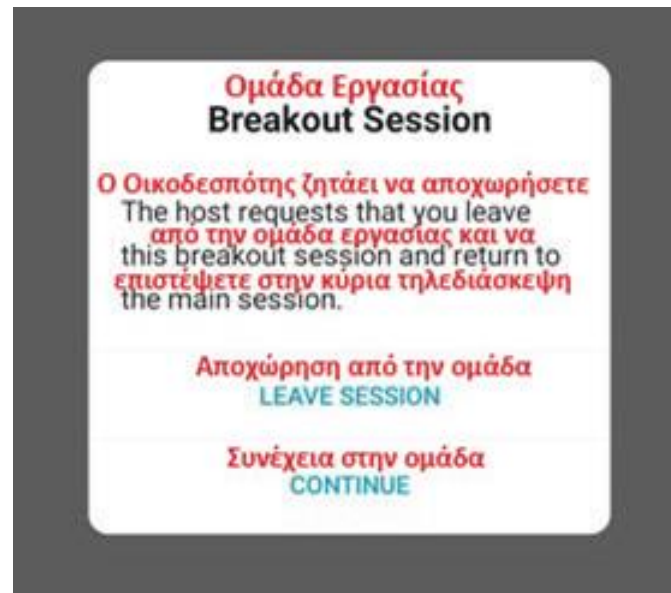 Ομάδα Εργασίας
Breakout Session
Ο Οικοδεσπότης ζητάει να αποχωρήσετε
The host requests that you leave
από την ομάδα εργασίας και να
this breakout session and return to
επιστέψετε στην κύρια τηλεδιάσκεψη
the main session.
Αποχώρηση από την ομάδα
LEAVE SESSION
Συνέχεια στην ομάδα
CONTINUE